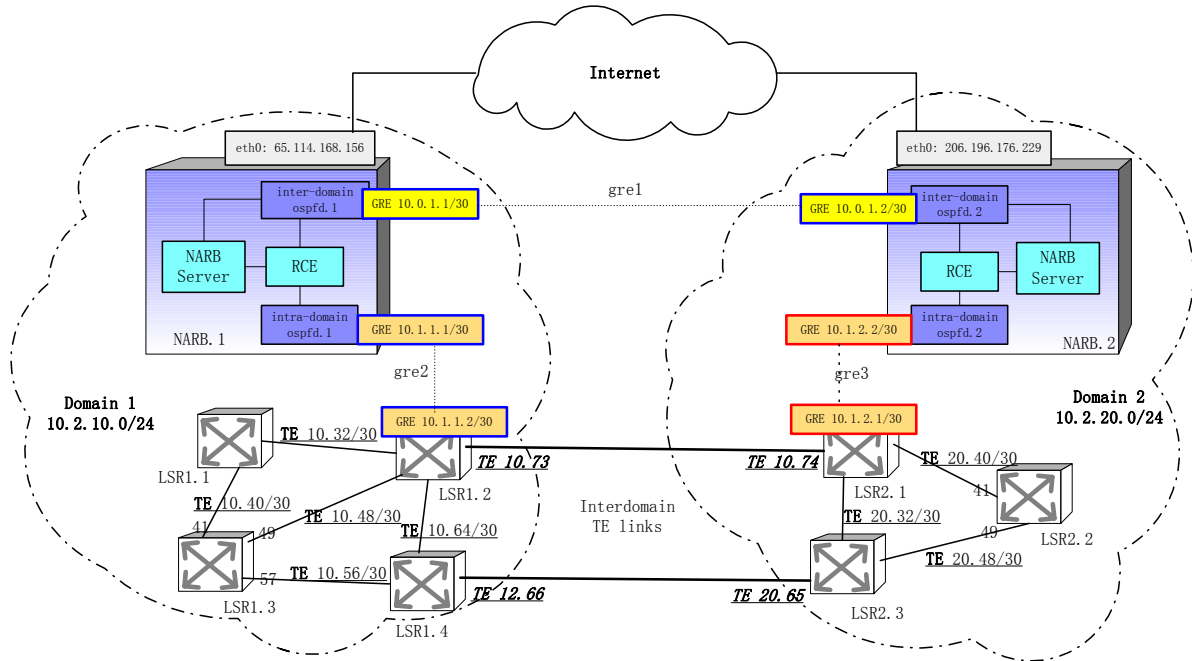 Internet
eth0: 65.114.168.156
eth0: 206.196.176.229
inter-domain
ospfd.1
GRE 10.0.1.1/30
gre1
GRE 10.0.1.2/30
inter-domain
ospfd.2
NARB
Server
RCE
RCE
NARB
Server
intra-domain
ospfd.1
GRE 10.1.1.1/30
GRE 10.1.2.2/30
intra-domain
ospfd.2
NARB.1
NARB.2
gre2
gre3
Domain 1
10.2.10.0/24
Domain 2
10.2.20.0/24
GRE 10.1.1.2/30
GRE 10.1.2.1/30
TE 10.32/30
TE 10.73
TE 10.74
TE 20.40/30
LSR1.1
LSR1.2
LSR2.1
41
TE 10.40/30
TE 10.48/30
Interdomain
TE links
TE 20.32/30
41
49
TE 10.64/30
49
LSR2.2
TE 20.48/30
57
TE 10.56/30
TE 12.66
TE 20.65
LSR1.3
LSR1.4
LSR2.3